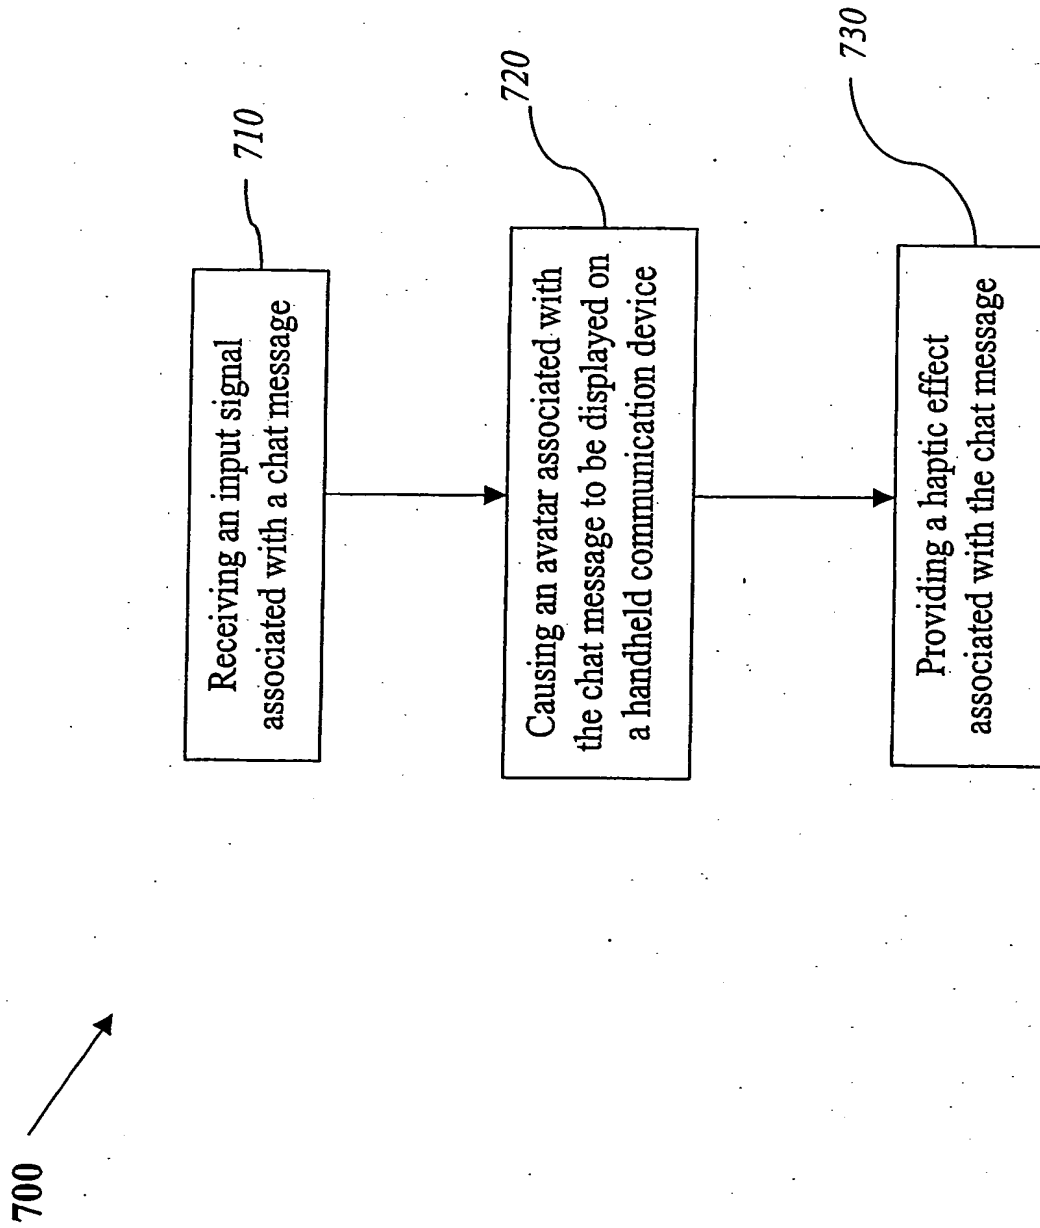 700
Receiving an input signal
associated with a chat message
710
Causing an avatar associated with
the chat message to be displayed on
a handheld communication device
720
Providing a haptic effect
associated with the chat message
730